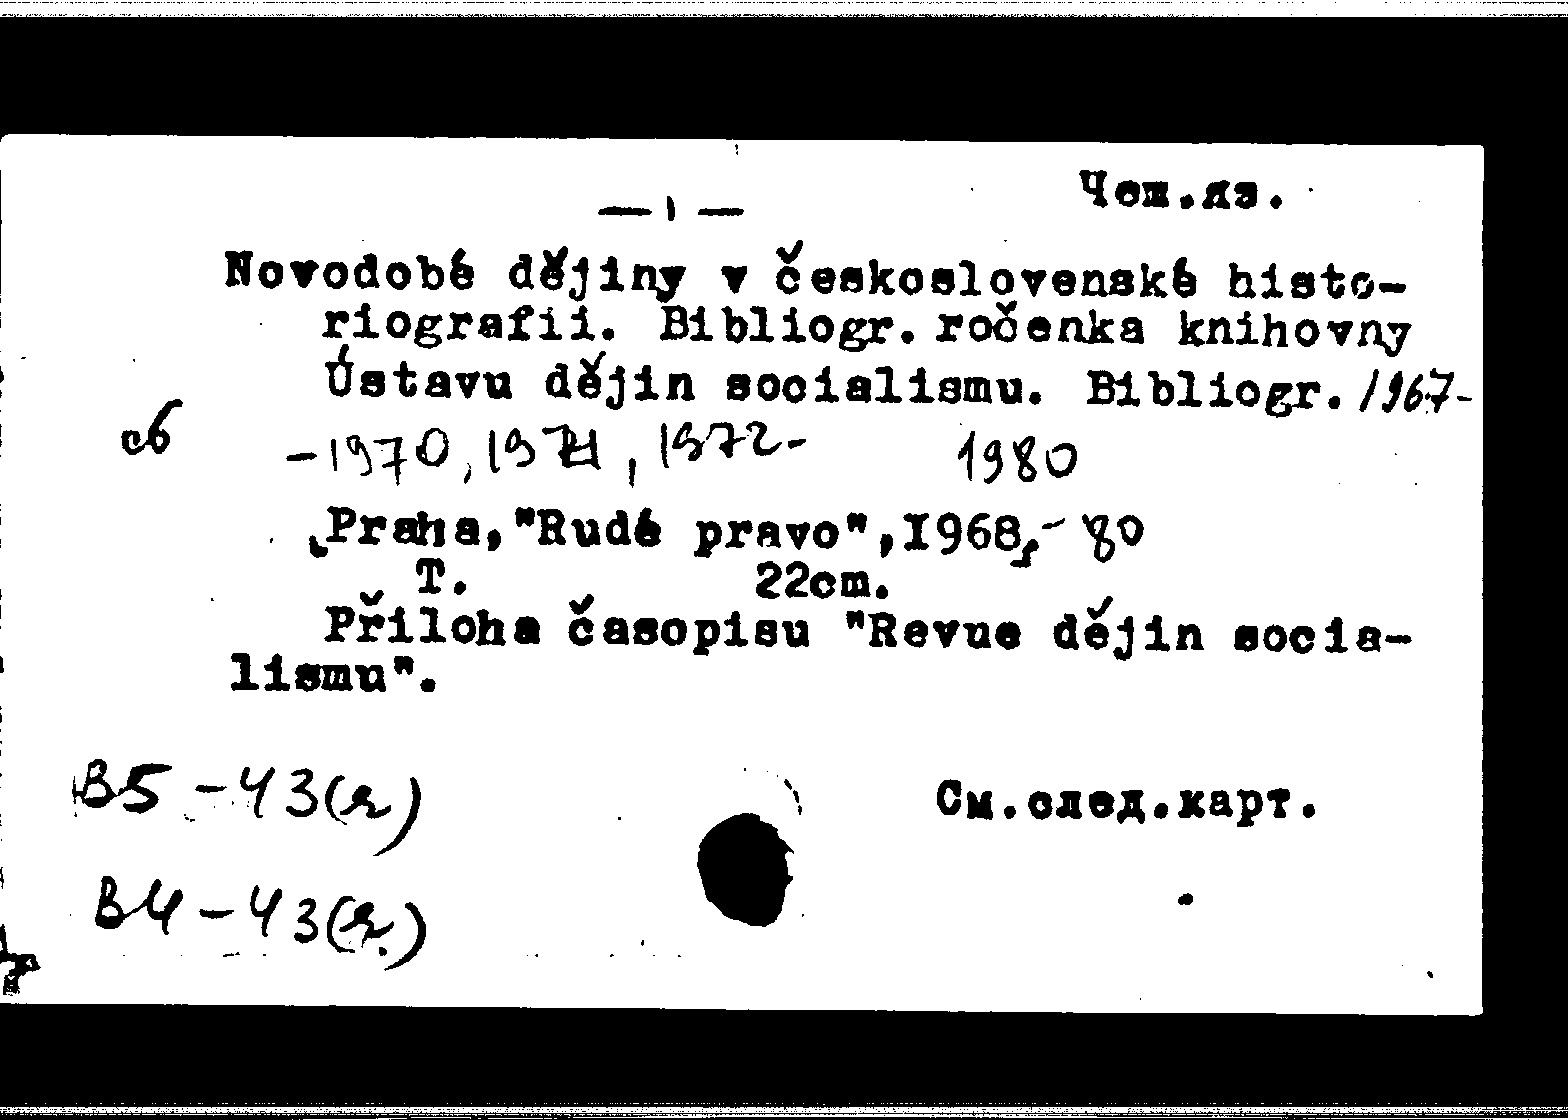 Чеш.яз.
— 1 —
Novodobé dějiny v československé histo-
riografii. Bibliogr. ročenka knihovny
Ústavu dějin socialismu. Bibliogr. 1967-
сб
-1970, 1971, 1972- 1980
Praha, "Rudé pravo", 1968,- 80
T. 22cm.
Příloha časopisu "Revue dějin socia-
lismu".
В5 -43(я)
См.след.карт.
В4 -43(я)